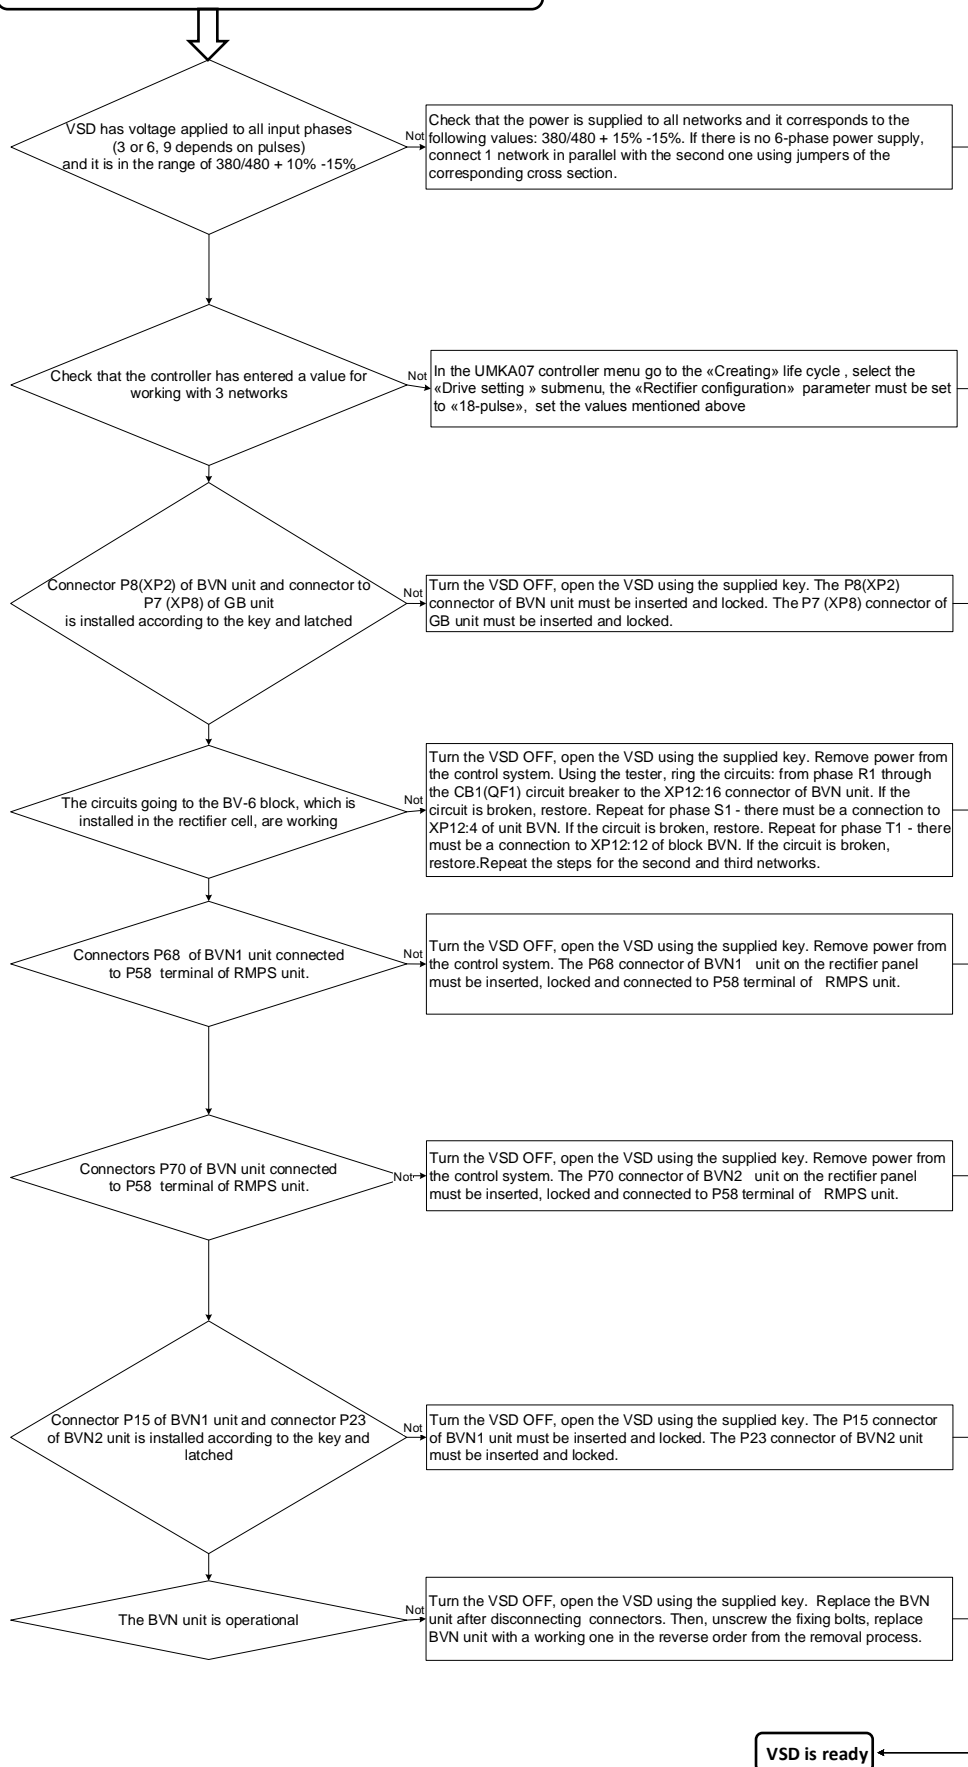 VSD has voltage applied to all input phases
(3 or 6, 9 depends on pulses)
and it is in the range of 380/480 + 10% -15%
Not
Check that the power is supplied to all networks and it corresponds to the
following values: 380/480 + 15% -15%. If there is no 6-phase power supply,
connect 1 network in parallel with the second one using jumpers of the
corresponding cross section.
Check that the controller has entered a value for
working with 3 networks
Not
In the UMKA07 controller menu go to the «Creating» life cycle , select the
«Drive setting » submenu, the «Rectifier configuration» parameter must be set
to «18-pulse», set the values mentioned above
Connector P8(XP2) of BVN unit and connector to
P7 (XP8) of GB unit
is installed according to the key and latched
Not
Turn the VSD OFF, open the VSD using the supplied key. The P8(XP2)
connector of BVN unit must be inserted and locked. The P7 (XP8) connector of
GB unit must be inserted and locked.
The circuits going to the BV-6 block, which is
installed in the rectifier cell, are working
Not
Turn the VSD OFF, open the VSD using the supplied key. Remove power from
the control system. Using the tester, ring the circuits: from phase R1 through
the CB1(QF1) circuit breaker to the XP12:16 connector of BVN unit. If the
circuit is broken, restore. Repeat for phase S1 - there must be a connection to
XP12:4 of unit BVN. If the circuit is broken, restore. Repeat for phase T1 - there
must be a connection to XP12:12 of block BVN. If the circuit is broken,
restore.Repeat the steps for the second and third networks.
Connectors P68 of BVN1 unit connected
to P58 terminal of RMPS unit.
Not
Turn the VSD OFF, open the VSD using the supplied key. Remove power from
the control system. The P68 connector of BVN1 unit on the rectifier panel
must be inserted, locked and connected to P58 terminal of RMPS unit.
Connectors P70 of BVN unit connected
to P58 terminal of RMPS unit.
Not
Turn the VSD OFF, open the VSD using the supplied key. Remove power from
the control system. The P70 connector of BVN2 unit on the rectifier panel
must be inserted, locked and connected to P58 terminal of RMPS unit.
Connector P15 of BVN1 unit and connector P23
of BVN2 unit is installed according to the key and
latched
Not
Turn the VSD OFF, open the VSD using the supplied key. The P15 connector
of BVN1 unit must be inserted and locked. The P23 connector of BVN2 unit
must be inserted and locked.
The BVN unit is operational
Not
Turn the VSD OFF, open the VSD using the supplied key. Replace the BVN
unit after disconnecting connectors. Then, unscrew the fixing bolts, replace
BVN unit with a working one in the reverse order from the removal process.
VSD is ready